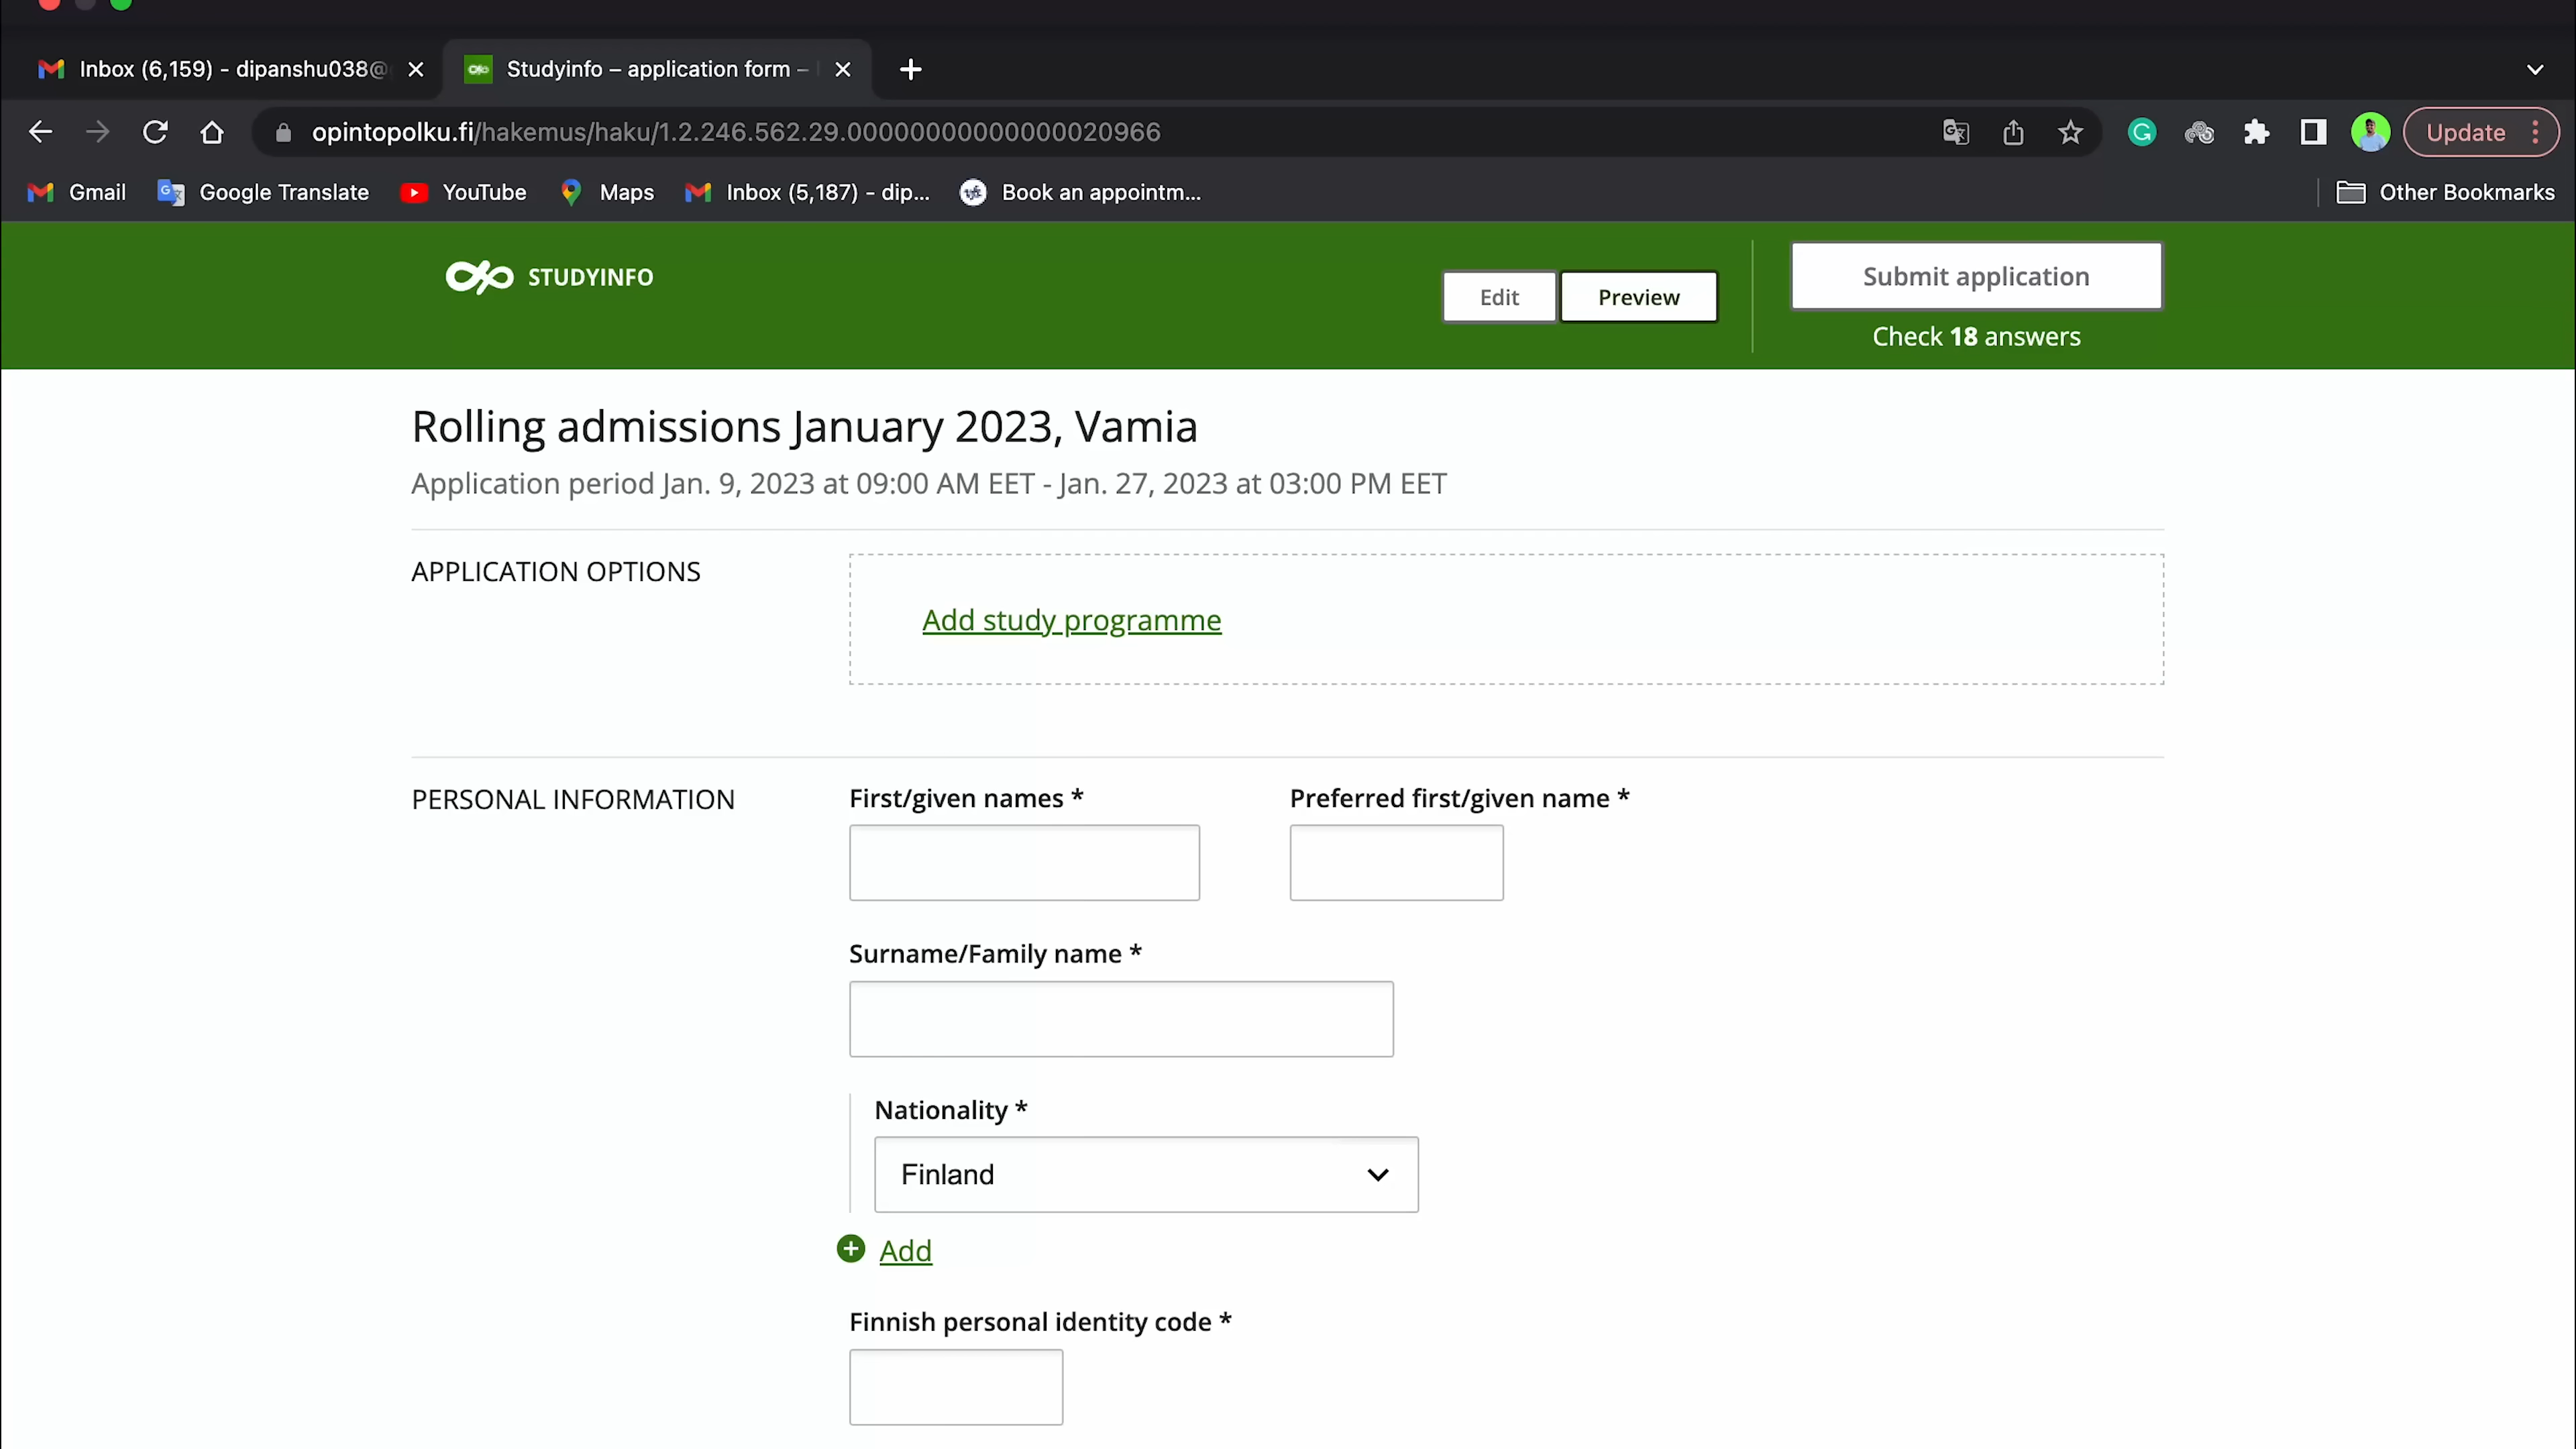 Inbox (6,159) - dipanshu038@
Studyinfo – application form –
opintopolku.fi/hakemus/haku/1.2.246.562.29.00000000000000020966
Update
Gmail
Google Translate
YouTube
Maps
Inbox (5,187) - dip...
Book an appointm...
Other Bookmarks
STUDYINFO
Edit
Preview
Submit application
Check 18 answers
Rolling admissions January 2023, Vamia
Application period Jan. 9, 2023 at 09:00 AM EET - Jan. 27, 2023 at 03:00 PM EET
APPLICATION OPTIONS
Add study programme
PERSONAL INFORMATION
First/given names *
Preferred first/given name *
Surname/Family name *
Nationality *
Finland
Add
Finnish personal identity code *